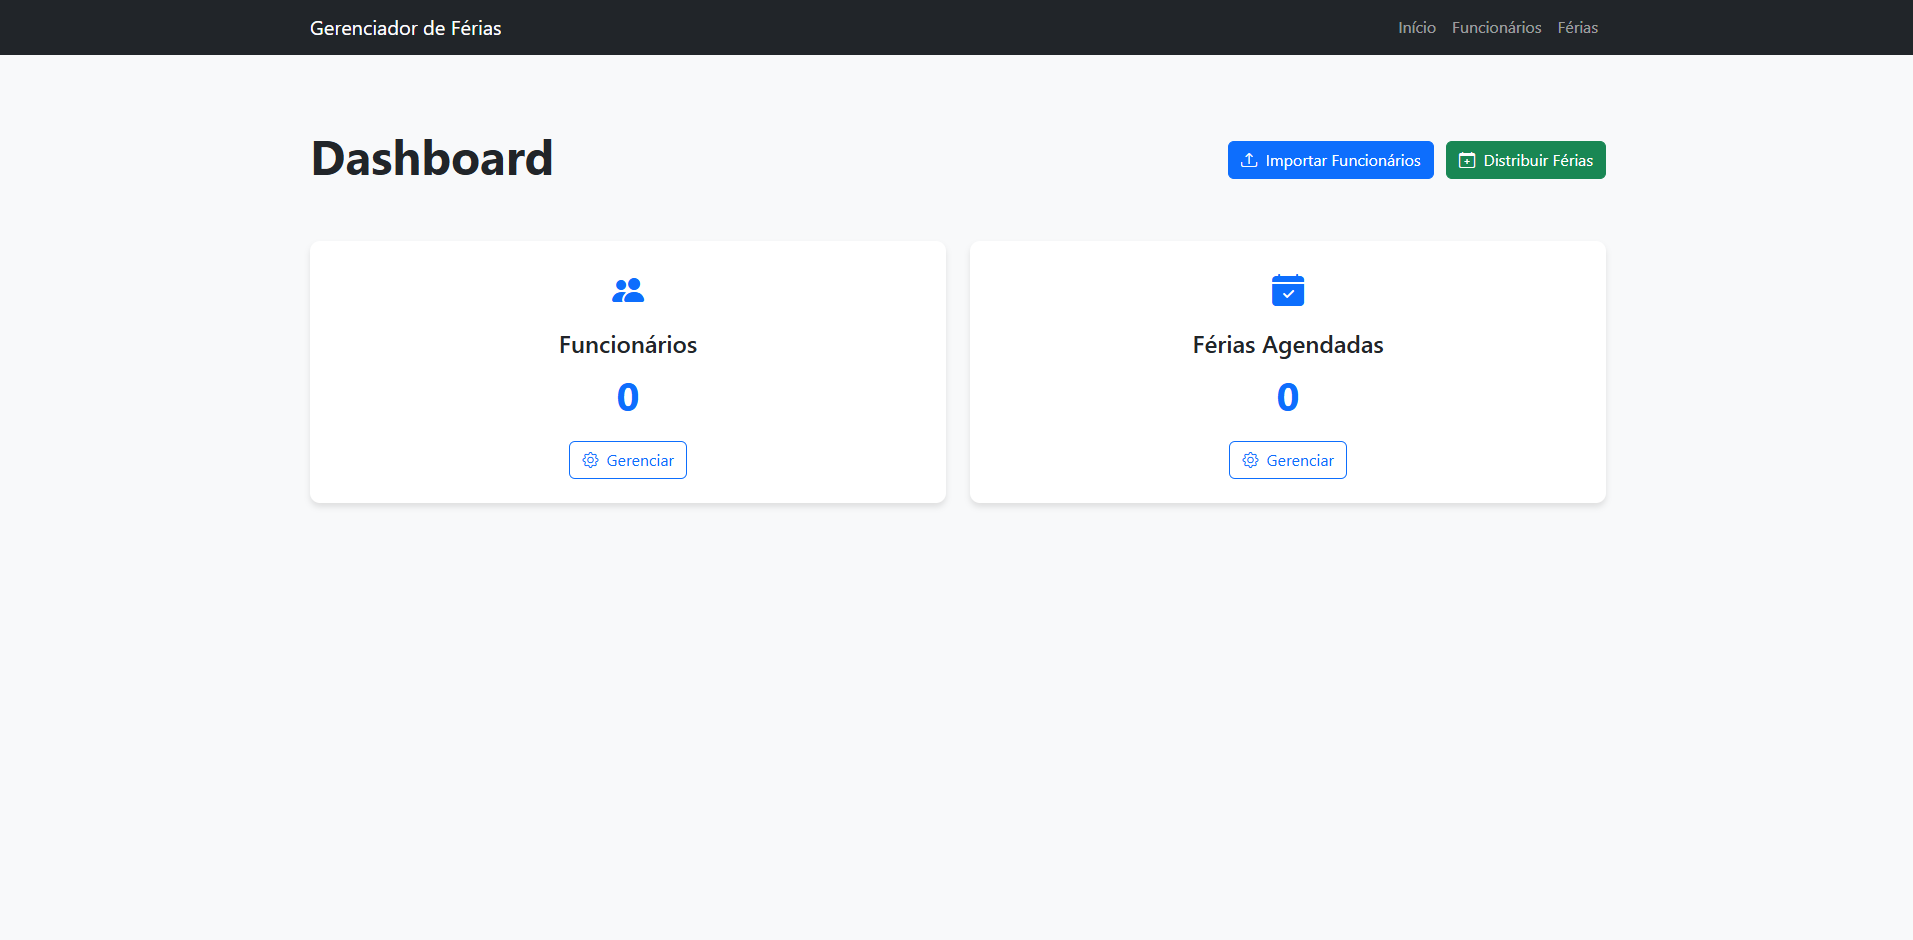 Gerenciador de Férias
Início Funcionários Férias
Dashboard
Importar Funcionários
Distribuir Férias
Funcionários
0
Gerenciar
Férias Agendadas
0
Gerenciar